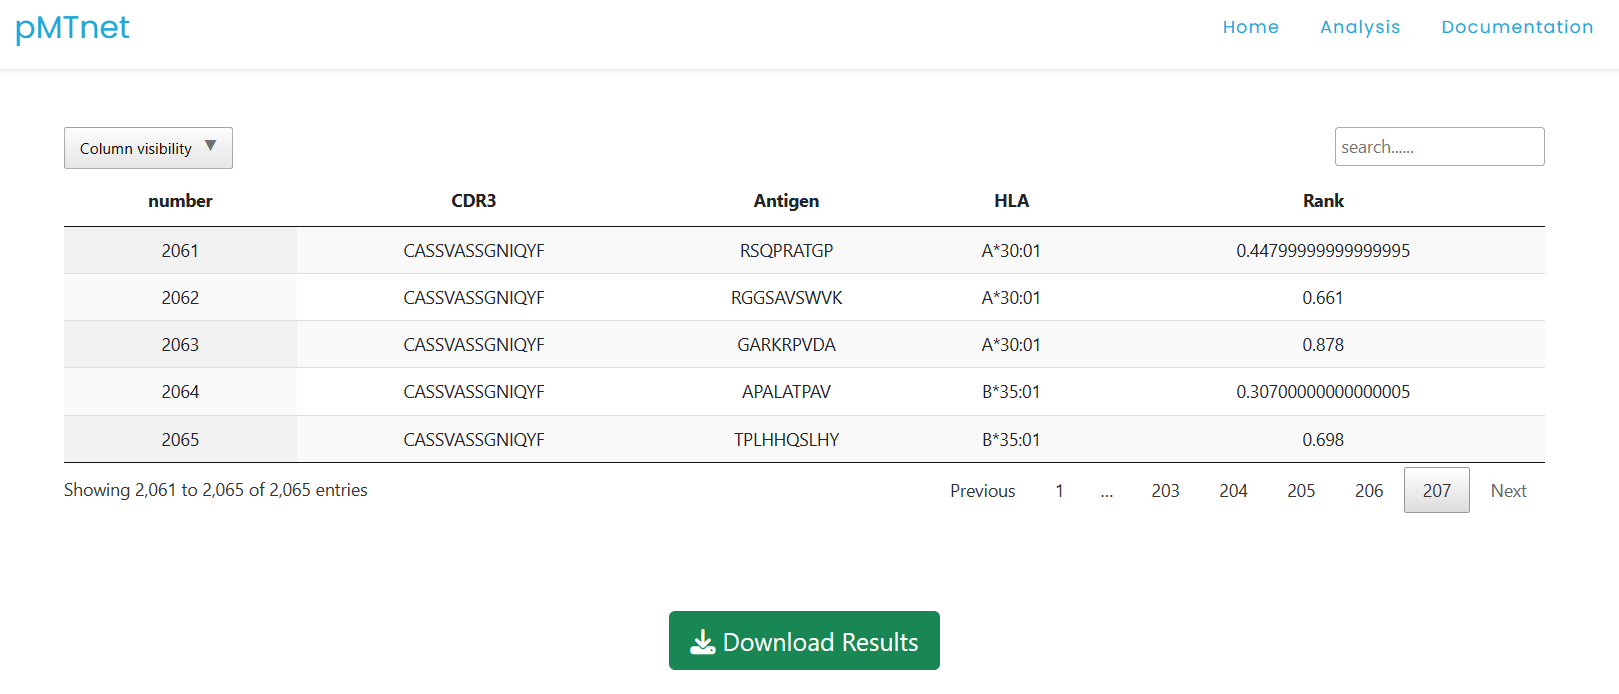 pMTnet
Home Analysis Documentation
Column visibility ▼
search......
number CDR3 Antigen HLA Rank
2061 CASSVASSGNIQYF RSQPRATGP A*30:01 0.44799999999999995
2062 CASSVASSGNIQYF RGGSAVSWVK A*30:01 0.661
2063 CASSVASSGNIQYF GARKRPVDA A*30:01 0.878
2064 CASSVASSGNIQYF APALATPAV B*35:01 0.30700000000000005
2065 CASSVASSGNIQYF TPLHHQSLHY B*35:01 0.698
Showing 2,061 to 2,065 of 2,065 entries
Previous 1 ... 203 204 205 206 207 Next
Download Results